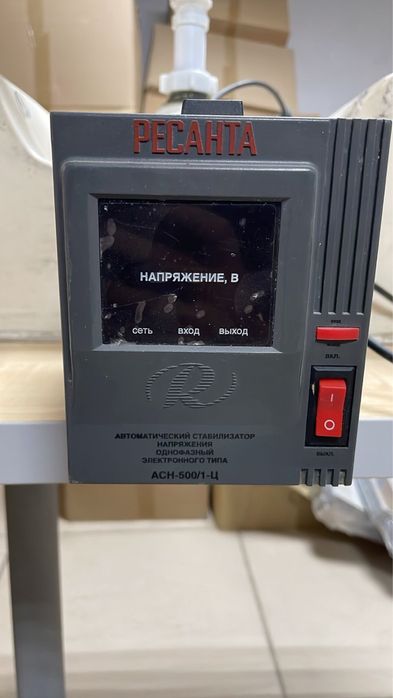 РЕСАНТА
НАПРЯЖЕНИЕ, В
СЕТЬ ВХОД ВЫХОД
ВКЛ.
I
O
ВЫКЛ.
АВТОМАТИЧЕСКИЙ СТАБИЛИЗАТОР
НАПРЯЖЕНИЯ
ОДНОФАЗНЫЙ
ЭЛЕКТРОННОГО ТИПА
АСН-500/1-Ц